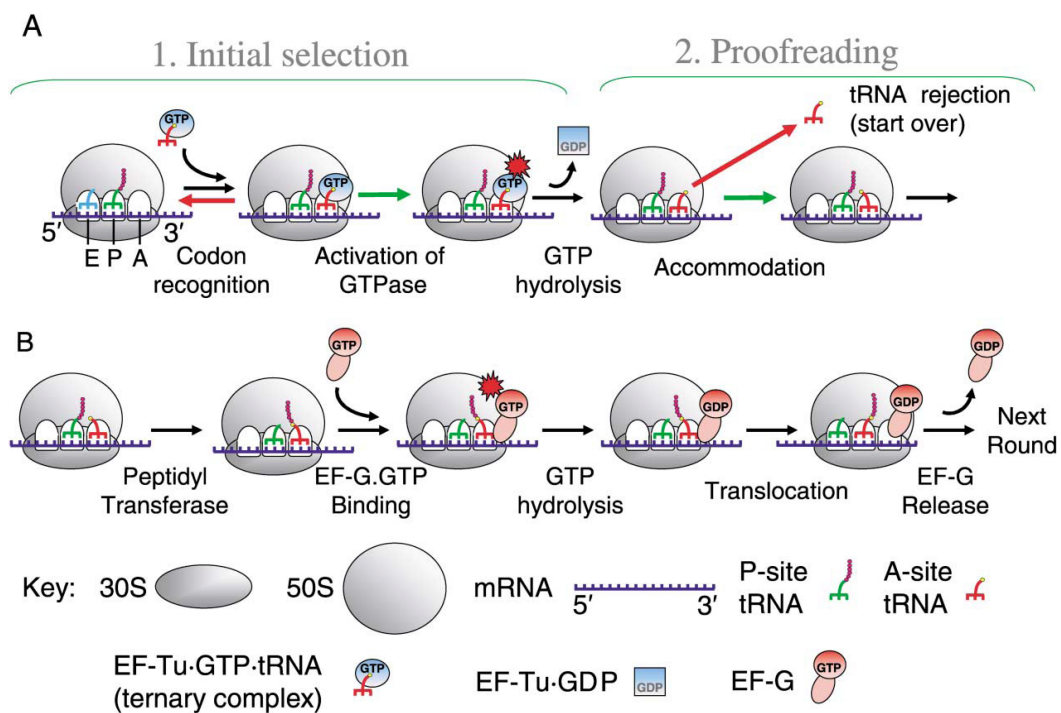 A
1. Initial selection
2. Proofreading
tRNA rejection
(start over)
GTP
GTP
GTP
GDP
5′
3′
E P A
Codon
recognition
Activation of
GTPase
GTP
hydrolysis
Accommodation
B
GTP
GTP
GDP
GDP
GDP
Next
Round
Peptidyl
Transferase
EF-G.GTP
Binding
GTP
hydrolysis
Translocation
EF-G
Release
Key:
30S
50S
mRNA
5′
3′
P-site
tRNA
A-site
tRNA
EF-Tu·GTP·tRNA
(ternary complex)
GTP
EF-Tu·GDP
GDP
EF-G
GTP